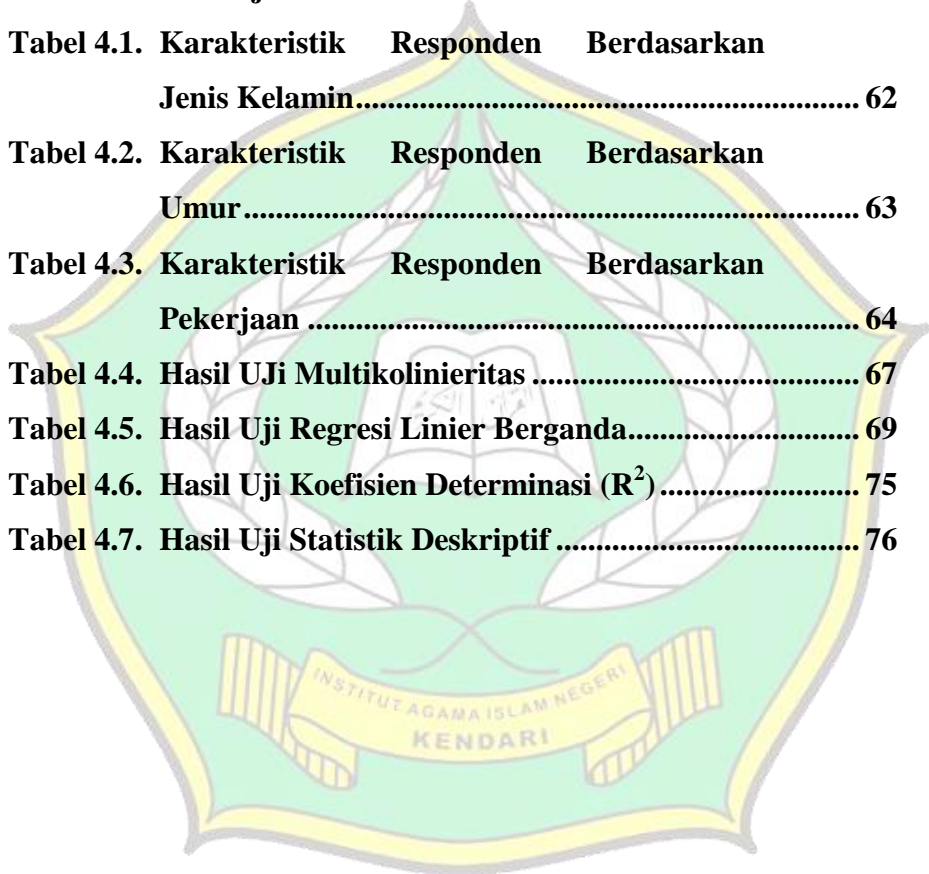 Tabel 4.1. Karakteristik Responden Berdasarkan
Jenis Kelamin................................................................ 62
Tabel 4.2. Karakteristik Responden Berdasarkan
Umur.............................................................................. 63
Tabel 4.3. Karakteristik Responden Berdasarkan
Pekerjaan ...................................................................... 64
Tabel 4.4. Hasil UJi Multikolinieritas ......................................... 67
Tabel 4.5. Hasil Uji Regresi Linier Berganda............................. 69
Tabel 4.6. Hasil Uji Koefisien Determinasi (R²) ......................... 75
Tabel 4.7. Hasil Uji Statistik Deskriptif ...................................... 76
INSTITUT AGAMA ISLAM NEGERI
KENDARI